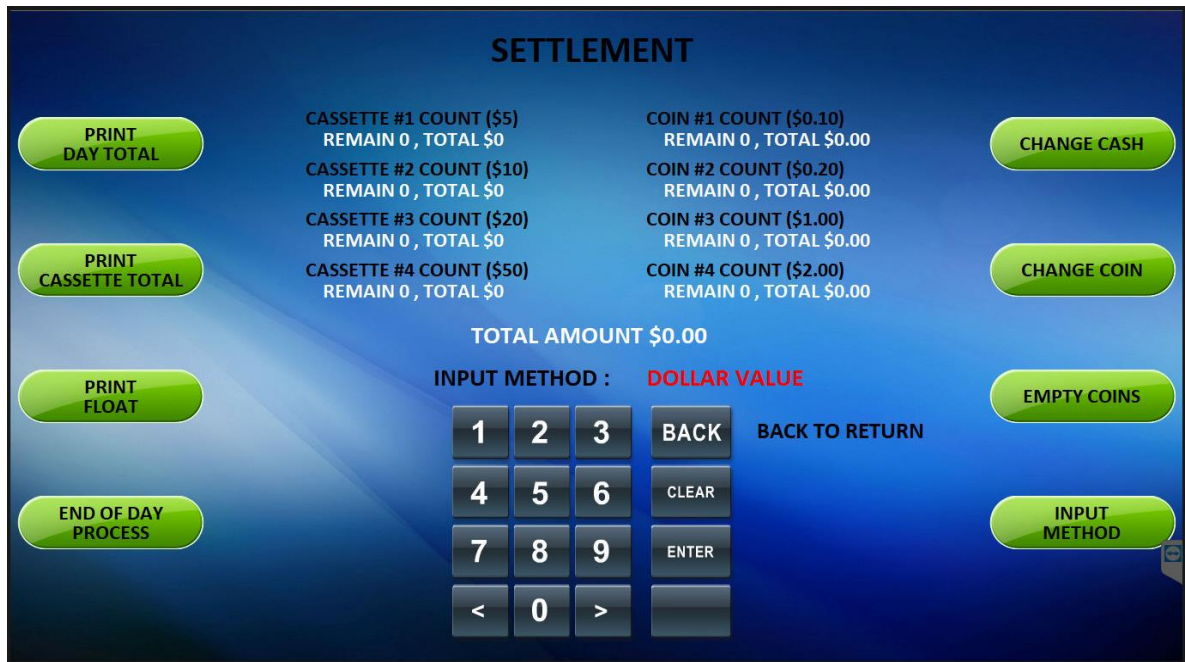 SETTLEMENT
PRINT
DAY TOTAL
PRINT
CASSETTE TOTAL
PRINT
FLOAT
END OF DAY
PROCESS
CASSETTE #1 COUNT ($5)
REMAIN 0 , TOTAL $0
CASSETTE #2 COUNT ($10)
REMAIN 0 , TOTAL $0
CASSETTE #3 COUNT ($20)
REMAIN 0 , TOTAL $0
CASSETTE #4 COUNT ($50)
REMAIN 0 , TOTAL $0
COIN #1 COUNT ($0.10)
REMAIN 0 , TOTAL $0.00
COIN #2 COUNT ($0.20)
REMAIN 0 , TOTAL $0.00
COIN #3 COUNT ($1.00)
REMAIN 0 , TOTAL $0.00
COIN #4 COUNT ($2.00)
REMAIN 0 , TOTAL $0.00
TOTAL AMOUNT $0.00
INPUT METHOD : DOLLAR VALUE
1 2 3 BACK BACK TO RETURN
4 5 6 CLEAR
7 8 9 ENTER
< 0 >
CHANGE CASH
CHANGE COIN
EMPTY COINS
INPUT
METHOD